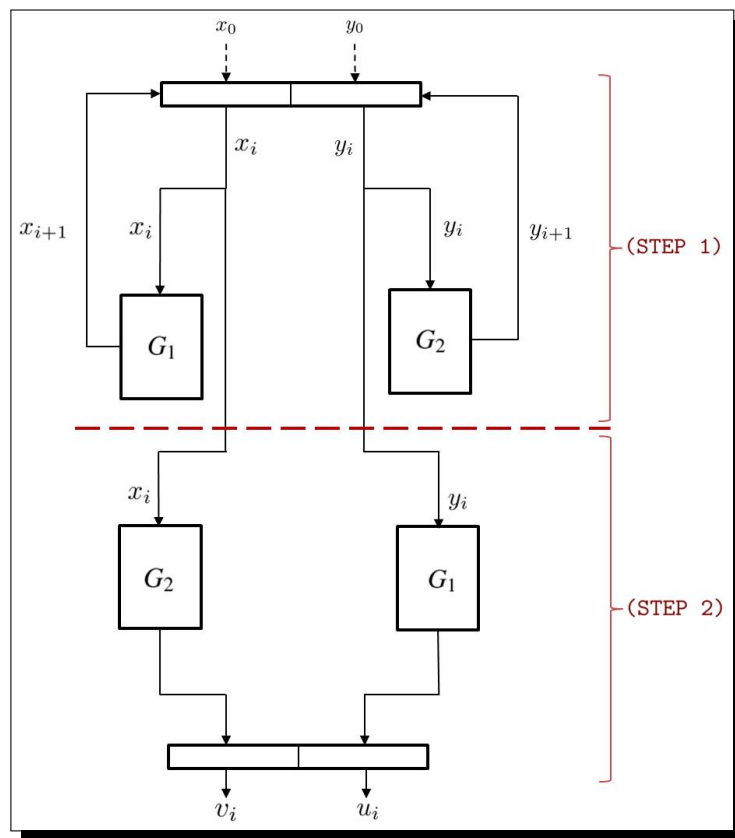 x₀ y₀
xᵢ yᵢ
xᵢ₊₁ xᵢ yᵢ yᵢ₊₁ (STEP 1)
G₁ G₂
xᵢ yᵢ
G₂ G₁ (STEP 2)
vᵢ uᵢ